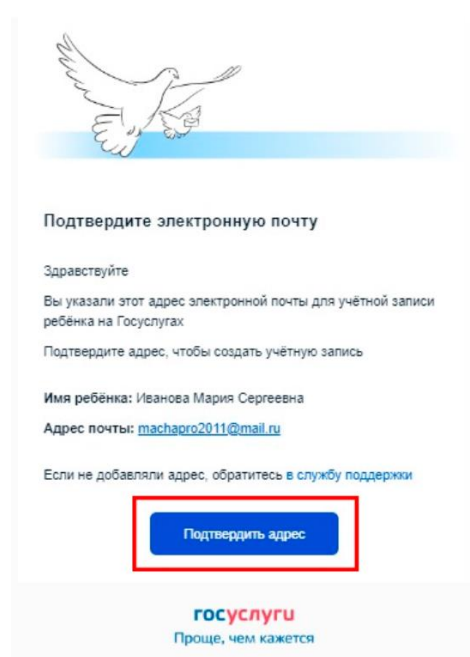 Подтвердите электронную почту
Здравствуйте
Вы указали этот адрес электронной почты для учётной записи
ребёнка на Госуслугах
Подтвердите адрес, чтобы создать учётную запись
Имя ребёнка: Иванова Мария Сергеевна
Адрес почты: machapro2011@mail.ru
Если не добавляли адрес, обратитесь в службу поддержки
Подтвердить адрес
госуслуги
Проще, чем кажется